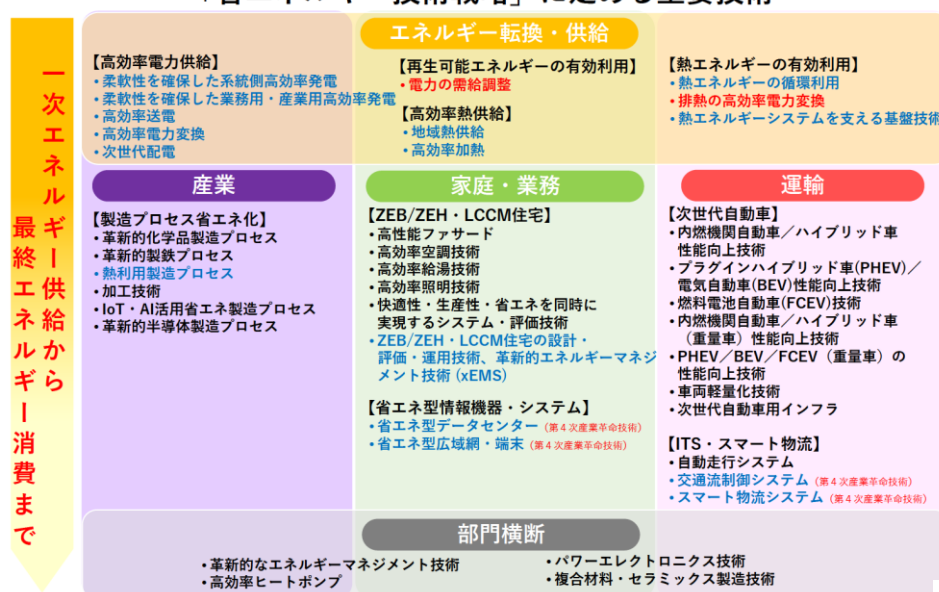 「省エネルギー技術戦略」に定める重要技術
一次エネルギー供給から
最終エネルギー消費まで
エネルギー転換・供給
【高効率電力供給】
・柔軟性を確保した系統側高効率発電
・柔軟性を確保した業務用・産業用高効率発電
・高効率送電
・高効率電力変換
・次世代配電
【再生可能エネルギーの有効利用】
・電力の需給調整
【高効率熱供給】
・地域熱供給
・高効率加熱
【熱エネルギーの有効利用】
・熱エネルギーの循環利用
・排熱の高効率電力変換
・熱エネルギーシステムを支える基盤技術
産業
【製造プロセス省エネ化】
・革新的化学品製造プロセス
・革新的製鉄プロセス
・熱利用製造プロセス
・加工技術
・IoT・AI活用省エネ製造プロセス
・革新的半導体製造プロセス
家庭・業務
【ZEB/ZEH・LCCM住宅】
・高性能ファサード
・高効率空調技術
・高効率給湯技術
・高効率照明技術
・快適性・生産性・省エネを同時に
実現するシステム・評価技術
・ZEB/ZEH・LCCM住宅の設計・
評価・運用技術、革新的エネルギーマネジ
メント技術 (xEMS)
【省エネ型情報機器・システム】
・省エネ型データセンター（第４次産業革命技術）
・省エネ型広域網・端末（第４次産業革命技術）
運輸
【次世代自動車】
・内燃機関自動車／ハイブリッド車
性能向上技術
・プラグインハイブリッド車(PHEV)／
電気自動車(BEV)性能向上技術
・燃料電池自動車(FCEV)技術
・内燃機関自動車／ハイブリッド車
（重量車）性能向上技術
・PHEV／BEV／FCEV（重量車）の
性能向上技術
・車両軽量化技術
・次世代自動車用インフラ
【ITS・スマート物流】
・自動走行システム
・交通流制御システム（第４次産業革命技術）
・スマート物流システム（第４次産業革命技術）
部門横断
・革新的なエネルギーマネジメント技術
・高効率ヒートポンプ
・パワーエレクトロニクス技術
・複合材料・セラミックス製造技術